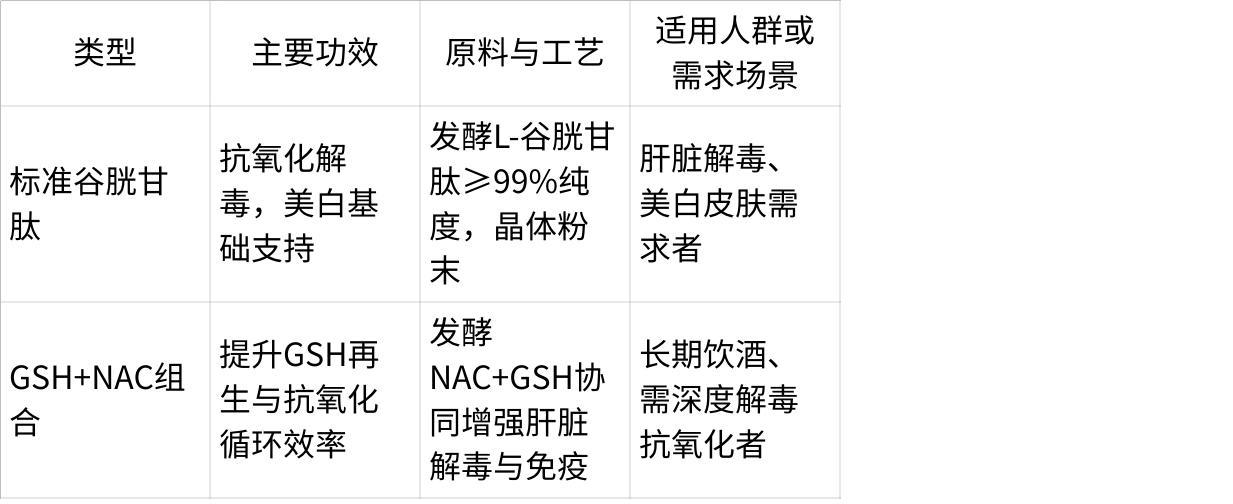 类型
主要功效
原料与工艺
适用人群或
需求场景
标准谷胱甘
肽
抗氧化解
毒，美白基
础支持
发酵L-谷胱甘
肽≥99%纯
度，晶体粉
末
肝脏解毒、
美白皮肤需
求者
GSH+NAC组
合
提升GSH再
生与抗氧化
循环效率
发酵
NAC+GSH协
同增强肝脏
解毒与免疫
长期饮酒、
需深度解毒
抗氧化者